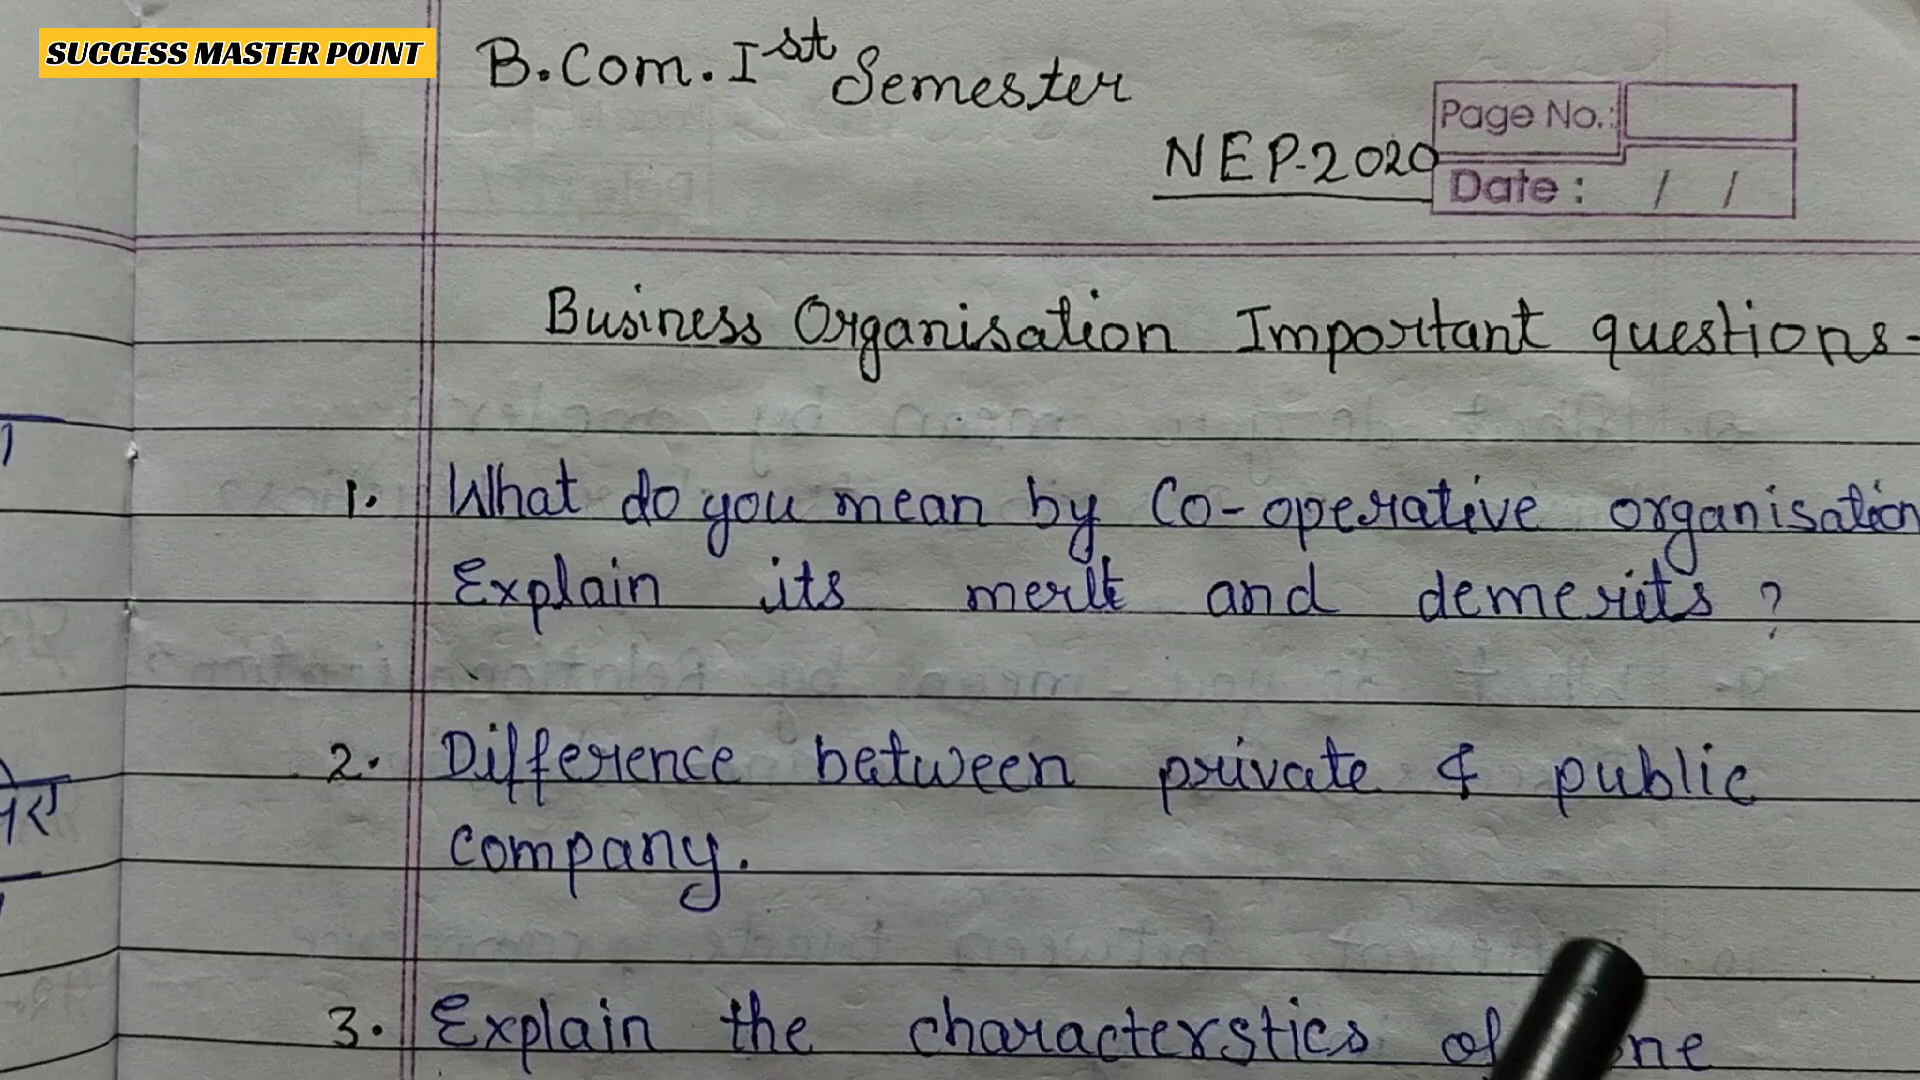 SUCCESS MASTER POINT
B.Com. Ist Semester
NEP-2020
Page No.:
Date : / /
Business Organisation Important questions-
1. What do you mean by Co-operative organisation
Explain its merit and demerits ?
2. Difference between private & public
company.
3. Explain the characterstics of